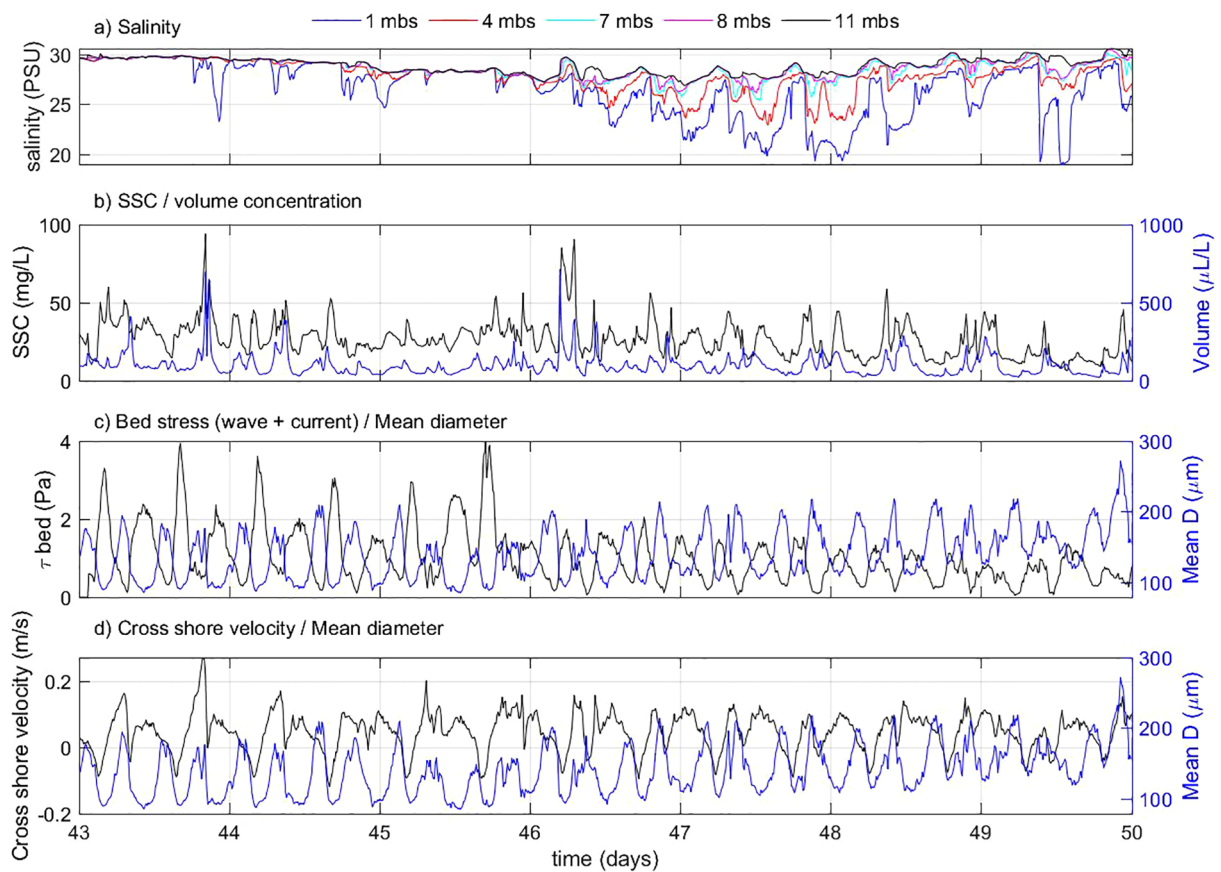 1 mbs 4 mbs 7 mbs 8 mbs 11 mbs
a) Salinity
salinity (PSU)
30
25
20
b) SSC / volume concentration
SSC (mg/L)
100
50
0
1000
500
0
Volume (μL/L)
c) Bed stress (wave + current) / Mean diameter
τ bed (Pa)
4
2
0
300
200
100
Mean D (μm)
d) Cross shore velocity / Mean diameter
Cross shore velocity (m/s)
0.2
0
-0.2
300
200
100
Mean D (μm)
43 44 45 46 47 48 49 50
time (days)